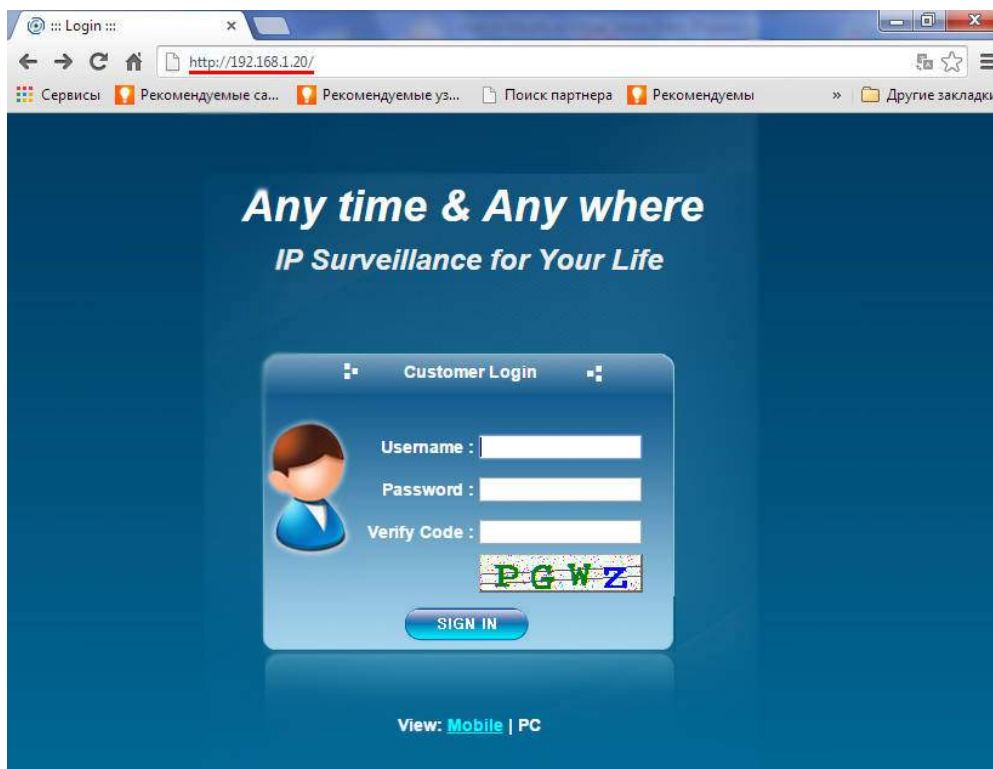 ::: Login :::
http://192.168.1.20/
Сервисы Рекомендуемые са... Рекомендуемые уз... Поиск партнера Рекомендуемы » Другие закладки
Any time & Any where
IP Surveillance for Your Life
Customer Login
Username :
Password :
Verify Code :
PGWZ
SIGN IN
View: Mobile | PC